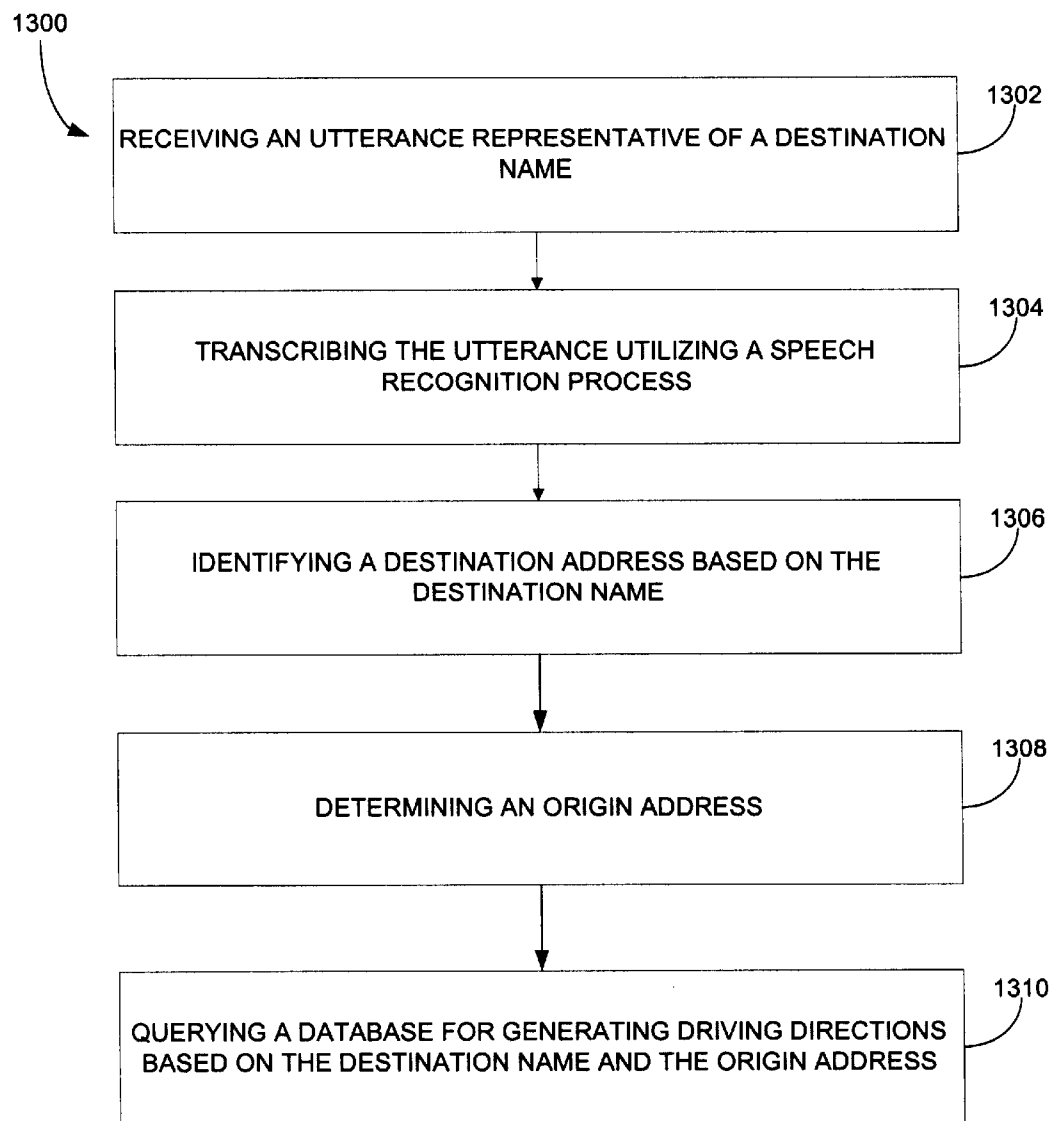 1300
1302
RECEIVING AN UTTERANCE REPRESENTATIVE OF A DESTINATION
NAME
1304
TRANSCRIBING THE UTTERANCE UTILIZING A SPEECH
RECOGNITION PROCESS
1306
IDENTIFYING A DESTINATION ADDRESS BASED ON THE
DESTINATION NAME
1308
DETERMINING AN ORIGIN ADDRESS
1310
QUERYING A DATABASE FOR GENERATING DRIVING DIRECTIONS
BASED ON THE DESTINATION NAME AND THE ORIGIN ADDRESS